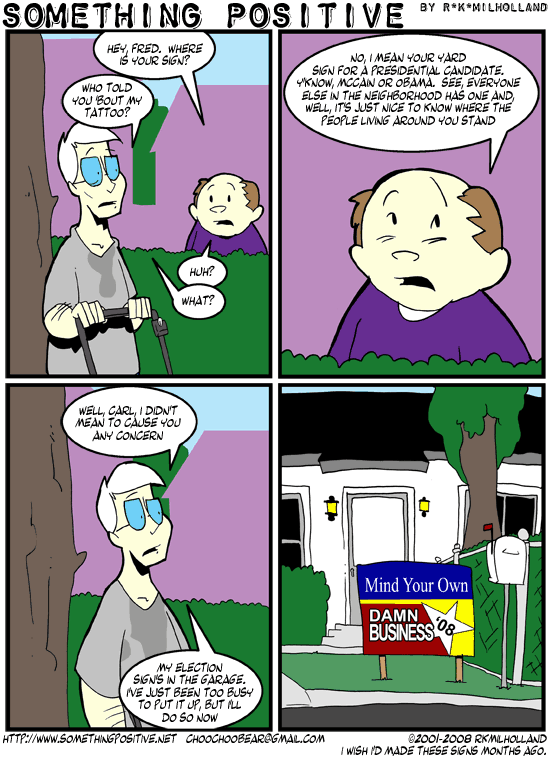 SOMETHING POSITIVE BY R*K*MILHOLLAND
HEY, FRED. WHERE
IS YOUR SIGN?
WHO TOLD
YOU 'BOUT MY
TATTOO?
HUH?
WHAT?
NO, I MEAN YOUR YARD
SIGN FOR A PRESIDENTIAL CANDIDATE.
Y'KNOW, MCCAIN OR OBAMA. SEE, EVERYONE
ELSE IN THE NEIGHBORHOOD HAS ONE AND,
WELL, IT'S JUST NICE TO KNOW WHERE THE
PEOPLE LIVING AROUND YOU STAND
WELL, CARL, I DIDN'T
MEAN TO CAUSE YOU
ANY CONCERN
MY ELECTION
SIGN'S IN THE GARAGE.
I'VE JUST BEEN TOO BUSY
TO PUT IT UP, BUT I'LL
DO SO NOW
Mind Your Own
DAMN
BUSINESS '08
HTTP://WWW.SOMETHINGPOSITIVE.NET CHOOCHOOBEAR@GMAIL.COM ©2001-2008 RKMILHOLLAND
I WISH I'D MADE THESE SIGNS MONTHS AGO.